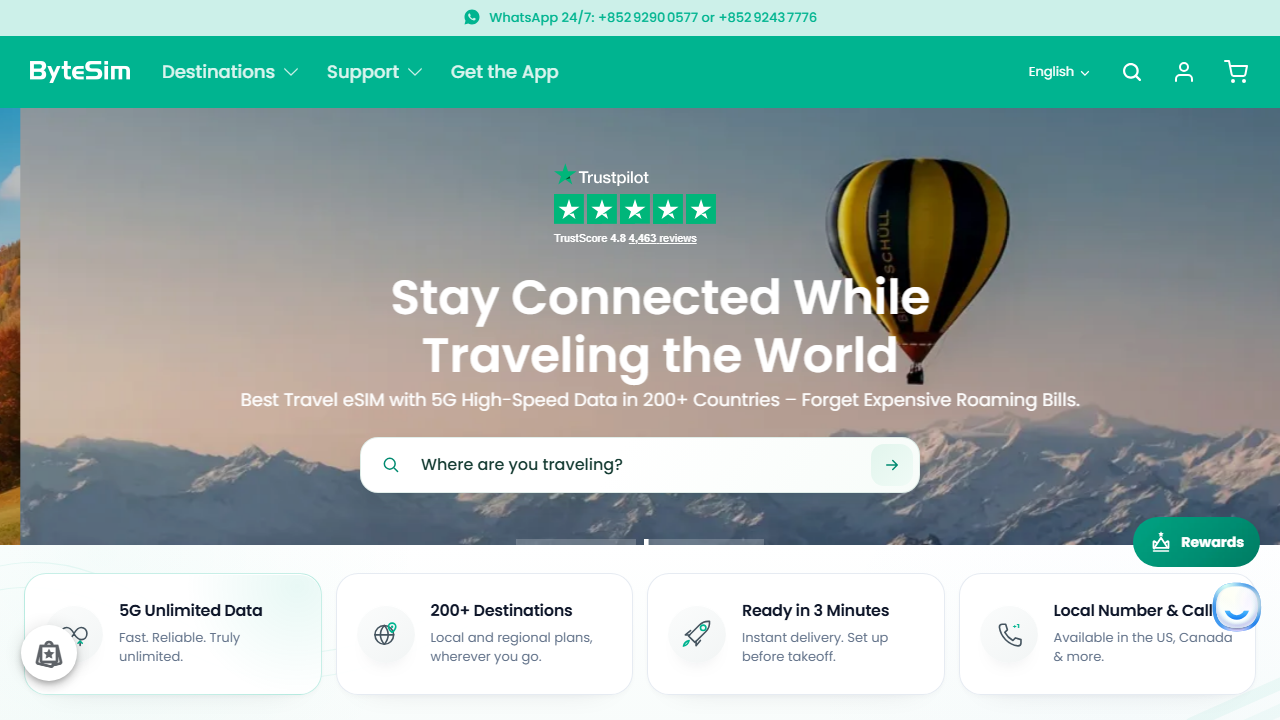 WhatsApp 24/7: +852 9290 0577 or +852 9243 7776
ByteSim
Destinations
Support
Get the App
English
Trustpilot
TrustScore 4.8 4,463 reviews
SCHÜLL
Stay Connected While
Traveling the World
Best Travel eSIM with 5G High-Speed Data in 200+ Countries – Forget Expensive Roaming Bills.
Where are you traveling?
Rewards
5G Unlimited Data
Fast. Reliable. Truly
unlimited.
200+ Destinations
Local and regional plans,
wherever you go.
Ready in 3 Minutes
Instant delivery. Set up
before takeoff.
+1
Local Number & Call
Available in the US, Canada
& more.